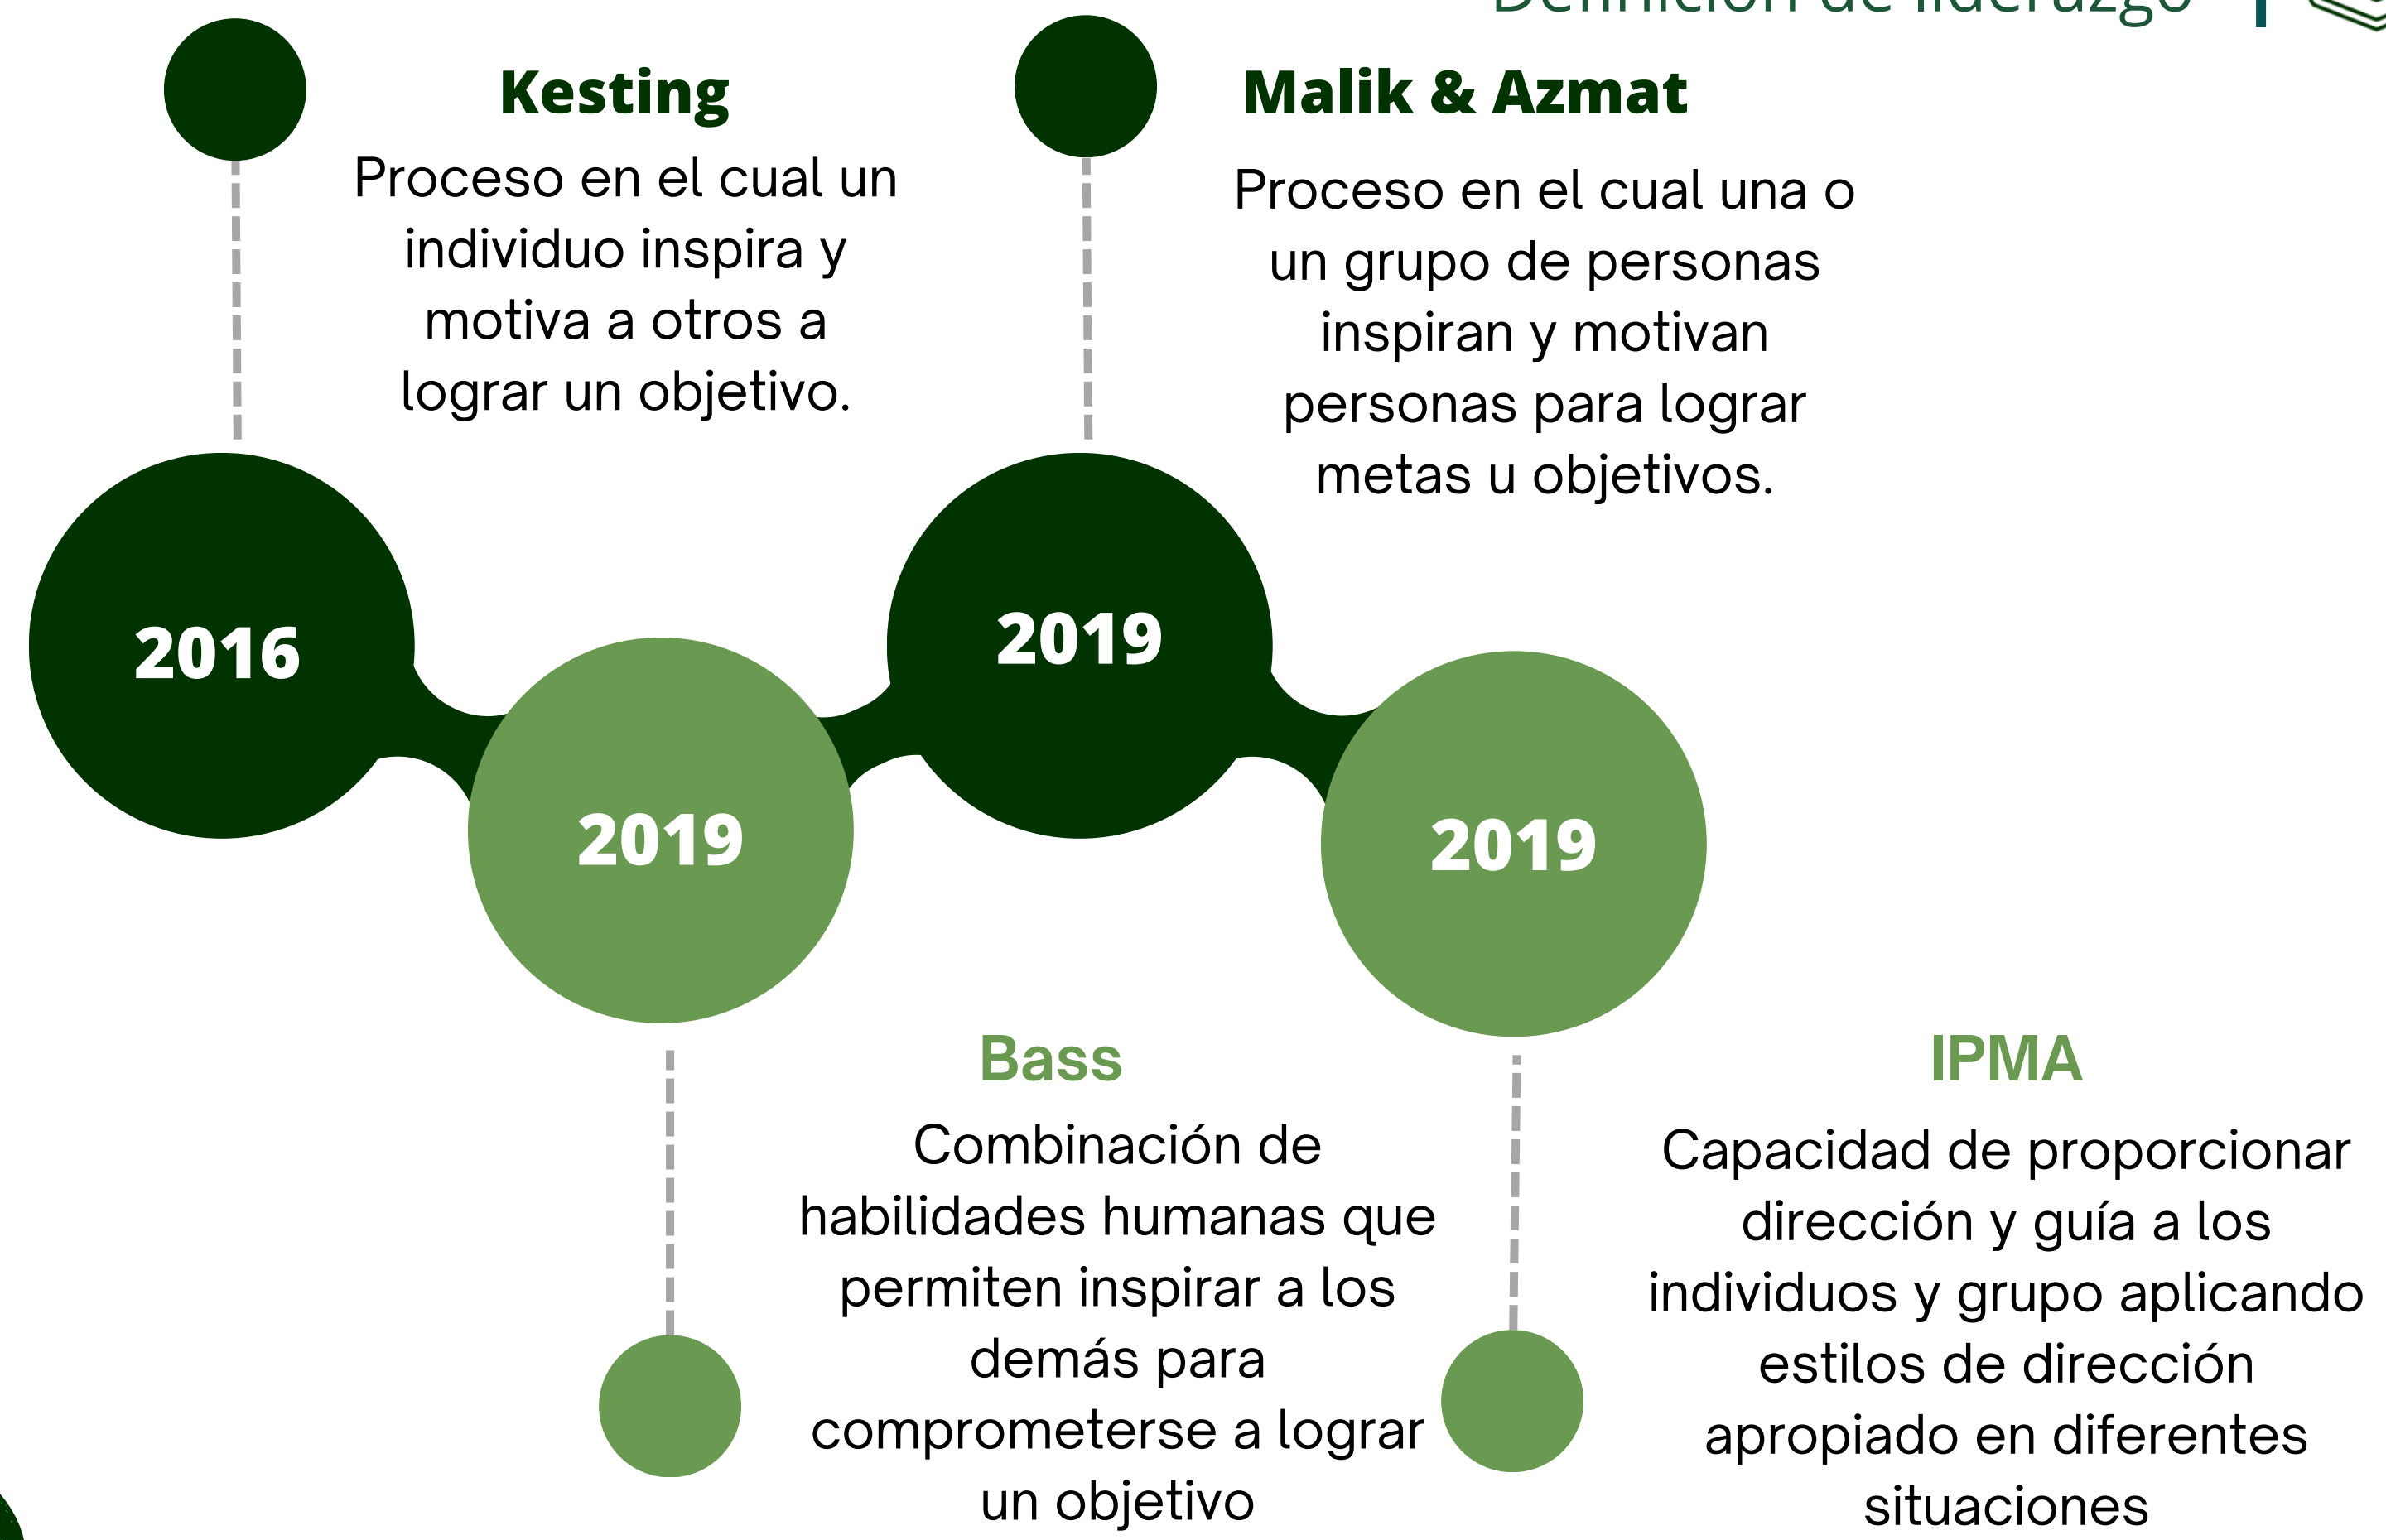 Definición de liderazgo
Kesting
Proceso en el cual un
individuo inspira y
motiva a otros a
lograr un objetivo.
Malik & Azmat
Proceso en el cual una o
un grupo de personas
inspiran y motivan
personas para lograr
metas u objetivos.
2016
2019
2019
2019
Bass
Combinación de
habilidades humanas que
permiten inspirar a los
demás para
comprometerse a lograr
un objetivo
IPMA
Capacidad de proporcionar
dirección y guía a los
individuos y grupo aplicando
estilos de dirección
apropiado en diferentes
situaciones